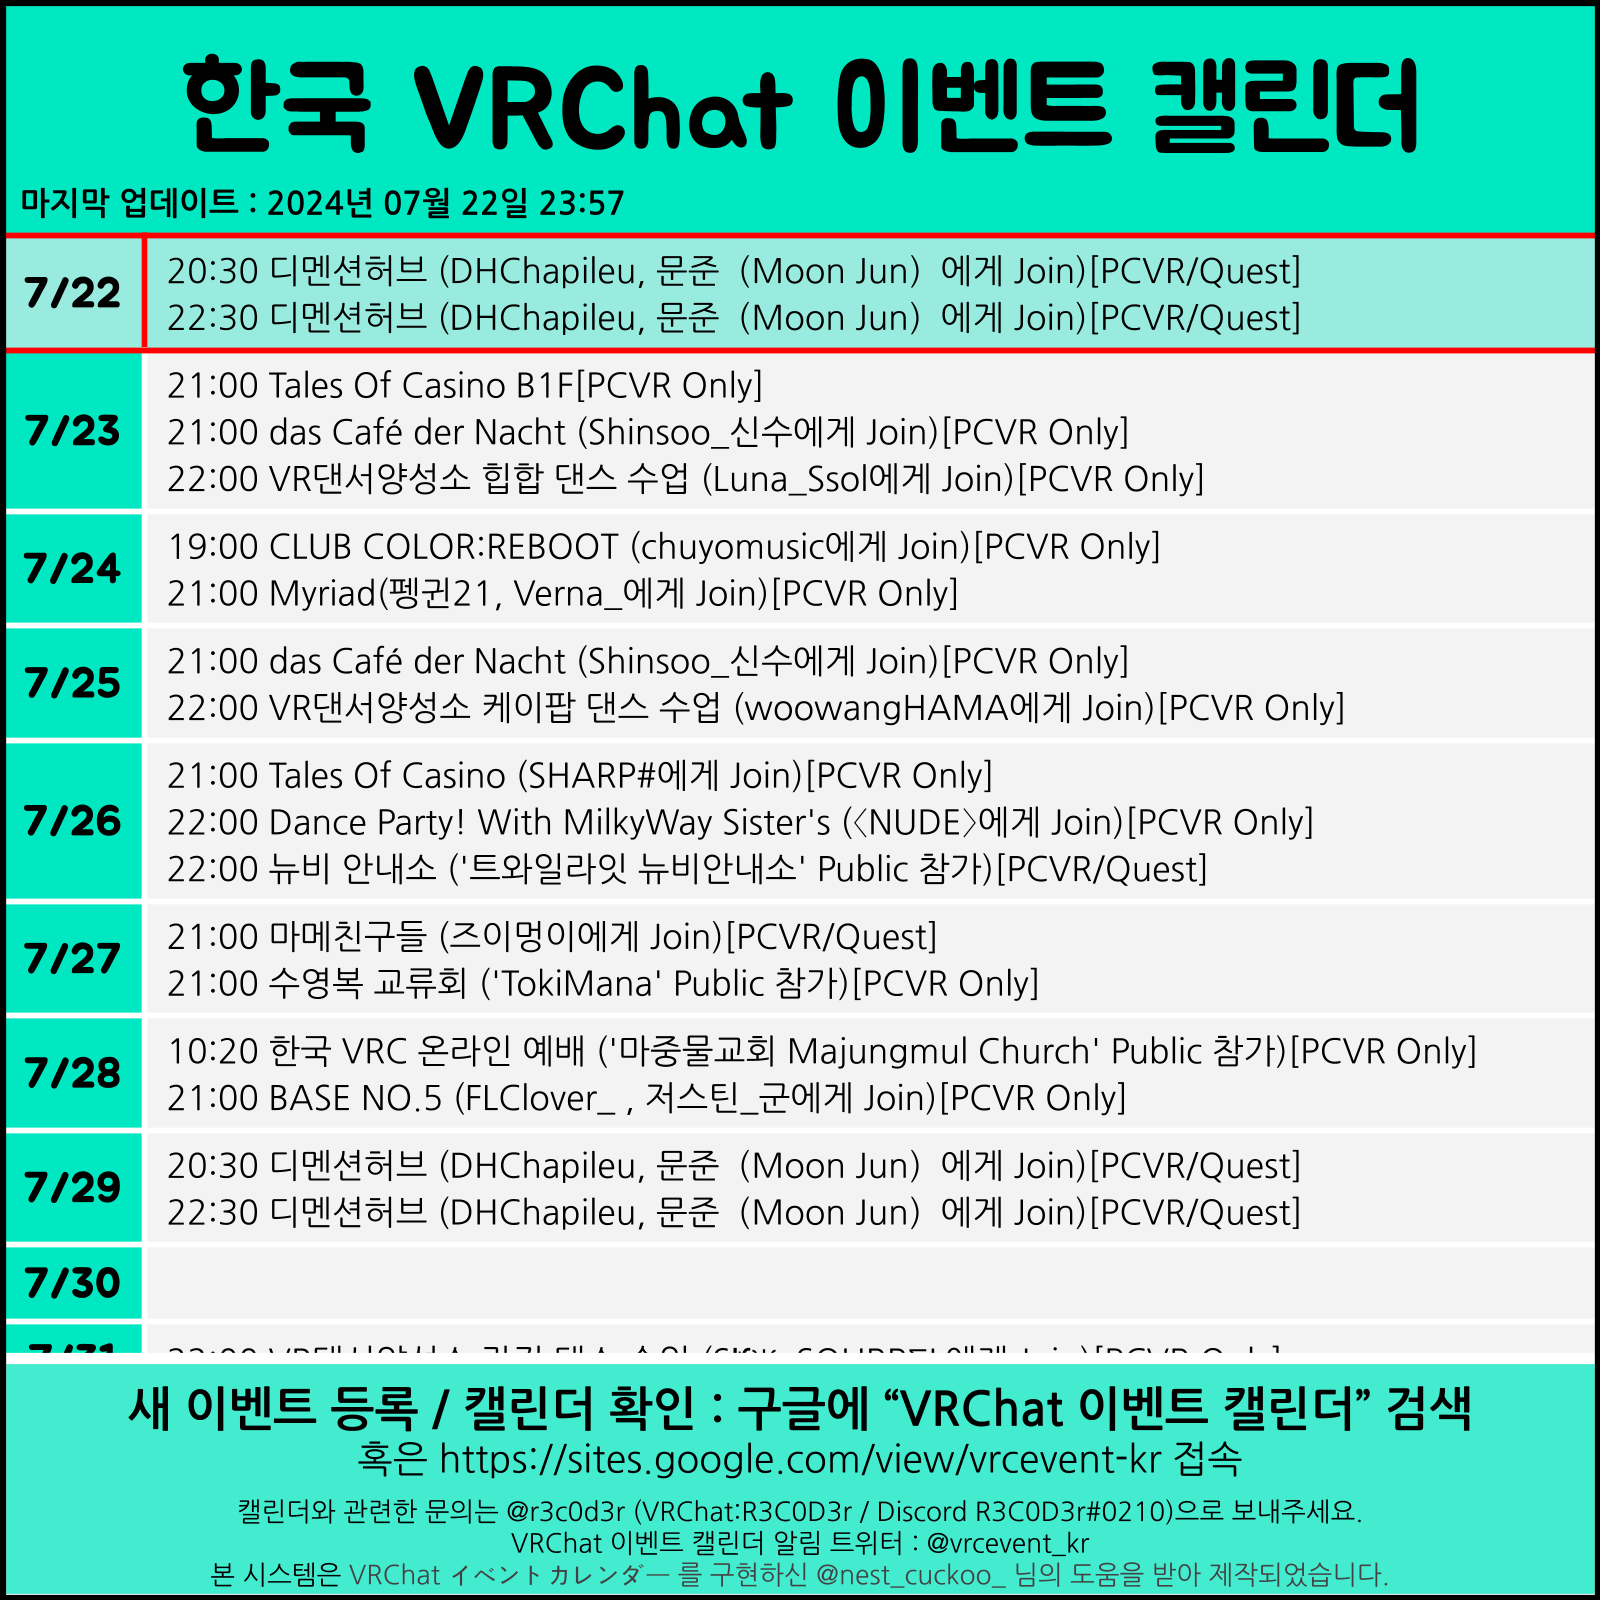 한국 VRChat 이벤트 캘린더
마지막 업데이트 : 2024년 07월 22일 23:57
7/22
20:30 디멘션허브 (DHChapileu, 문준（Moon Jun）에게 Join)[PCVR/Quest]
22:30 디멘션허브 (DHChapileu, 문준（Moon Jun）에게 Join)[PCVR/Quest]
7/23
21:00 Tales Of Casino B1F[PCVR Only]
21:00 das Café der Nacht (Shinsoo_신수에게 Join)[PCVR Only]
22:00 VR댄서양성소 힙합 댄스 수업 (Luna_Ssol에게 Join)[PCVR Only]
7/24
19:00 CLUB COLOR:REBOOT (chuyomusic에게 Join)[PCVR Only]
21:00 Myriad(펭귄21, Verna_에게 Join)[PCVR Only]
7/25
21:00 das Café der Nacht (Shinsoo_신수에게 Join)[PCVR Only]
22:00 VR댄서양성소 케이팝 댄스 수업 (woowangHAMA에게 Join)[PCVR Only]
7/26
21:00 Tales Of Casino (SHARP#에게 Join)[PCVR Only]
22:00 Dance Party! With MilkyWay Sister's (〈NUDE〉에게 Join)[PCVR Only]
22:00 뉴비 안내소 ('트와일라잇 뉴비안내소' Public 참가)[PCVR/Quest]
7/27
21:00 마메친구들 (즈이멍이에게 Join)[PCVR/Quest]
21:00 수영복 교류회 ('TokiMana' Public 참가)[PCVR Only]
7/28
10:20 한국 VRC 온라인 예배 ('마중물교회 Majungmul Church' Public 참가)[PCVR Only]
21:00 BASE NO.5 (FLClover_ , 저스틴_군에게 Join)[PCVR Only]
7/29
20:30 디멘션허브 (DHChapileu, 문준（Moon Jun）에게 Join)[PCVR/Quest]
22:30 디멘션허브 (DHChapileu, 문준（Moon Jun）에게 Join)[PCVR/Quest]
7/30
7/31
새 이벤트 등록 / 캘린더 확인 : 구글에 “VRChat 이벤트 캘린더” 검색
혹은 https://sites.google.com/view/vrcevent-kr 접속
캘린더와 관련한 문의는 @r3c0d3r (VRChat:R3C0D3r / Discord R3C0D3r#0210)으로 보내주세요.
VRChat 이벤트 캘린더 알림 트위터 : @vrcevent_kr
본 시스템은 VRChat イベントカレンダー 를 구현하신 @nest_cuckoo_ 님의 도움을 받아 제작되었습니다.